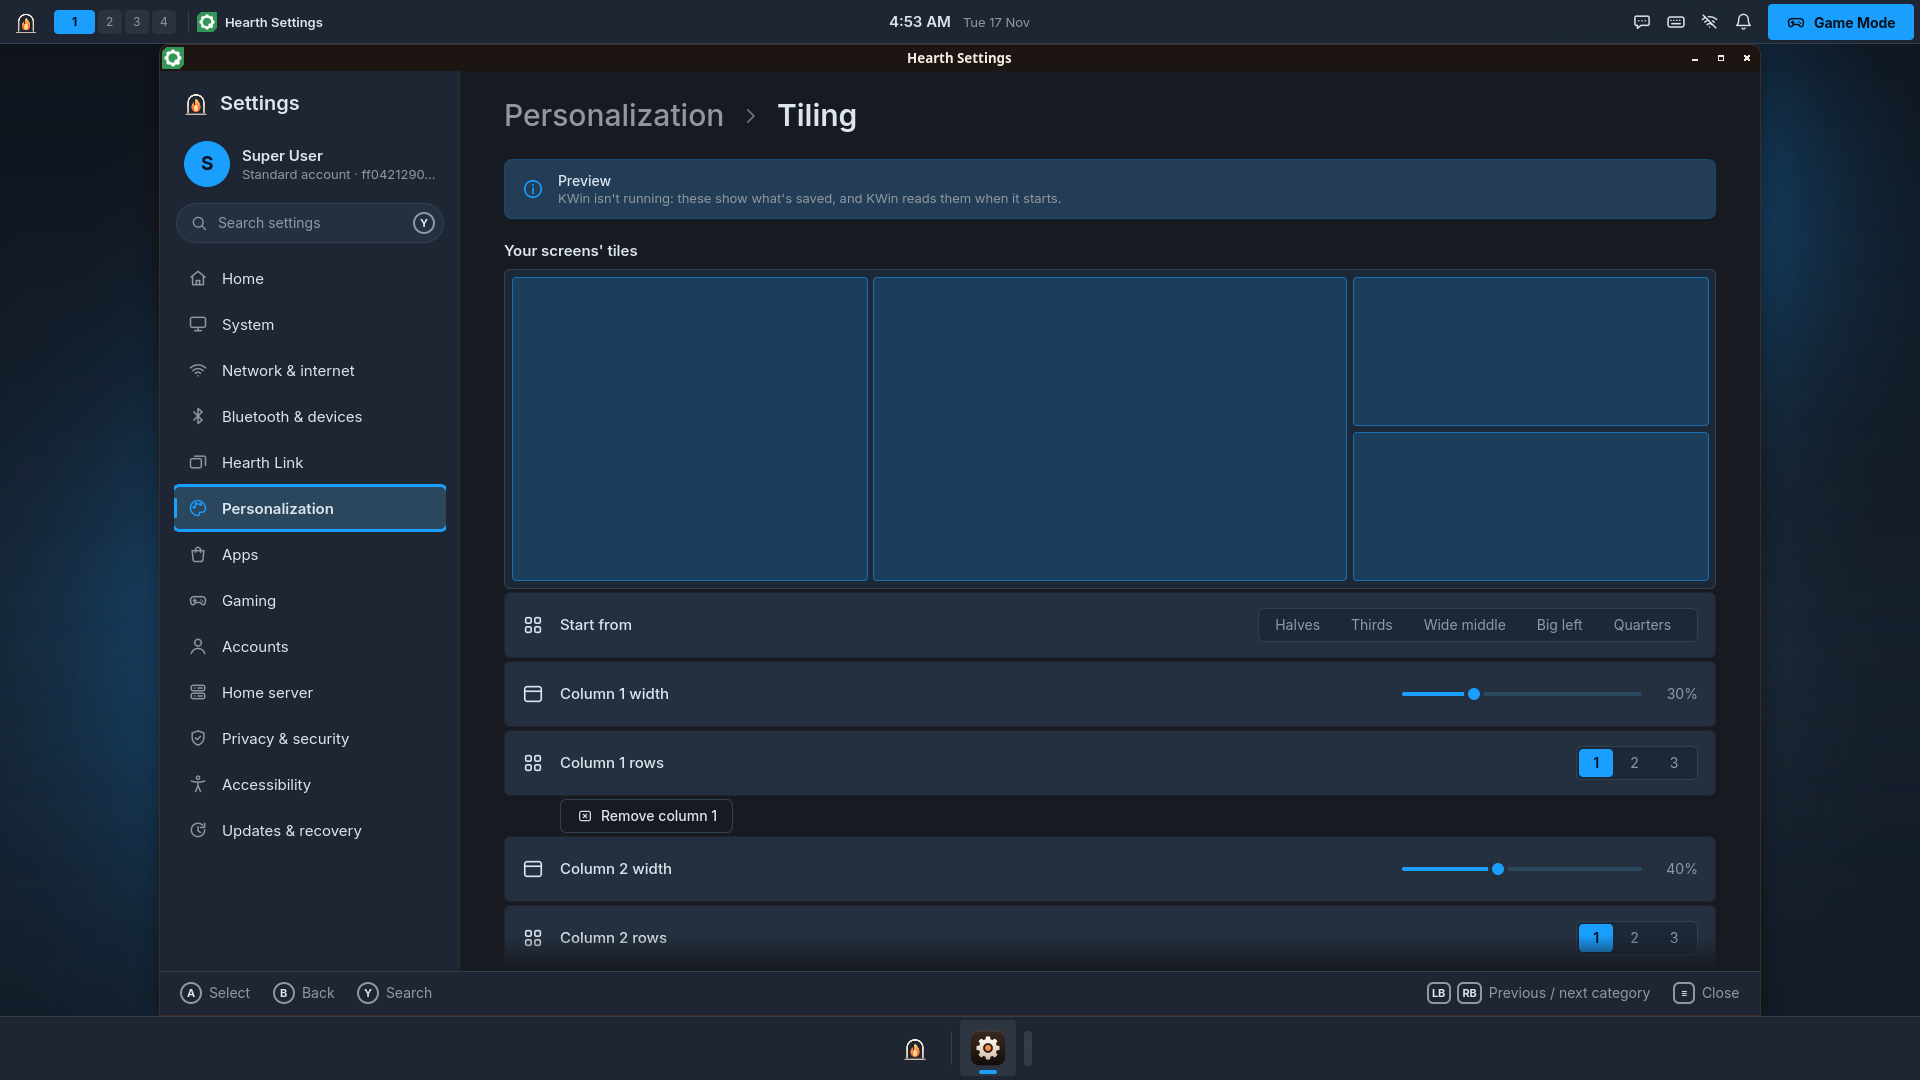 1 2 3 4 Hearth Settings 4:53 AM Tue 17 Nov Game Mode
Hearth Settings
Settings
S Super User
Standard account · ff0421290...
Search settings Y
Home
System
Network & internet
Bluetooth & devices
Hearth Link
Personalization
Apps
Gaming
Accounts
Home server
Privacy & security
Accessibility
Updates & recovery
Personalization > Tiling
Preview
KWin isn't running: these show what's saved, and KWin reads them when it starts.
Your screens' tiles
Start from Halves Thirds Wide middle Big left Quarters
Column 1 width 30%
Column 1 rows 1 2 3
Remove column 1
Column 2 width 40%
Column 2 rows 1 2 3
A Select B Back Y Search LB RB Previous / next category Close